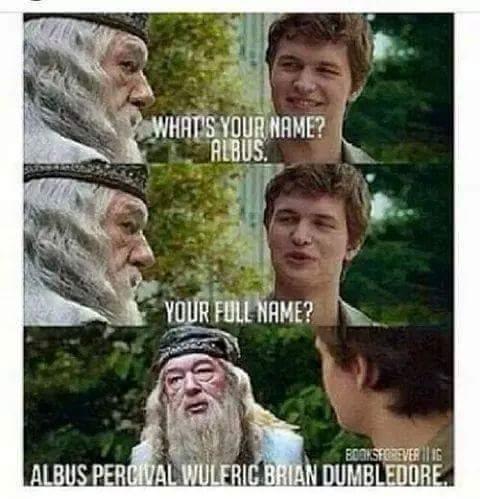 WHAT'S YOUR NAME?
ALBUS.
YOUR FULL NAME?
BOOKSFOREVER || IG
ALBUS PERCIVAL WULFRIC BRIAN DUMBLEDORE.